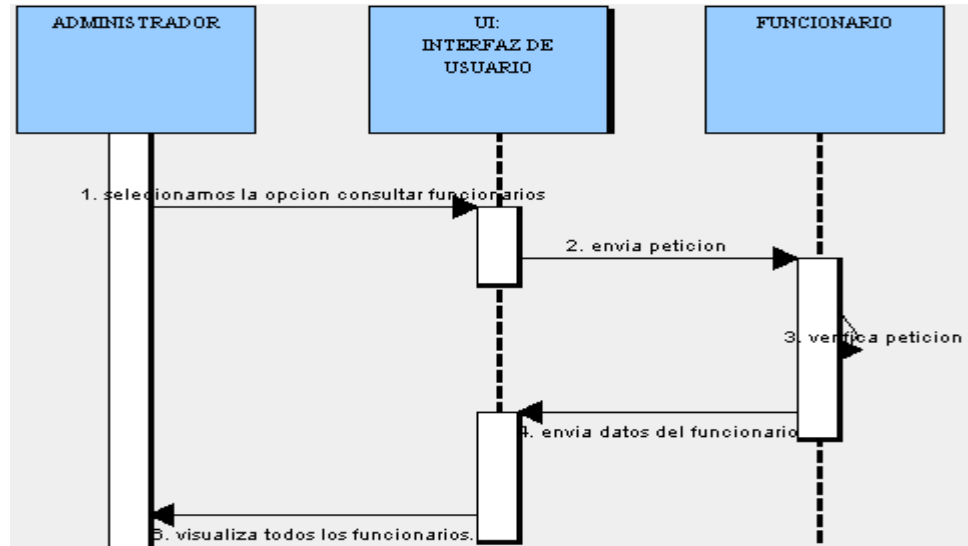 ADMINISTRADOR
UI:
INTERFAZ DE
USUARIO
FUNCIONARIO
1. selecionamos la opcion consultar funcionarios
2. envia peticion
3. verifica peticion
4. envia datos del funcionario
5. visualiza todos los funcionarios.